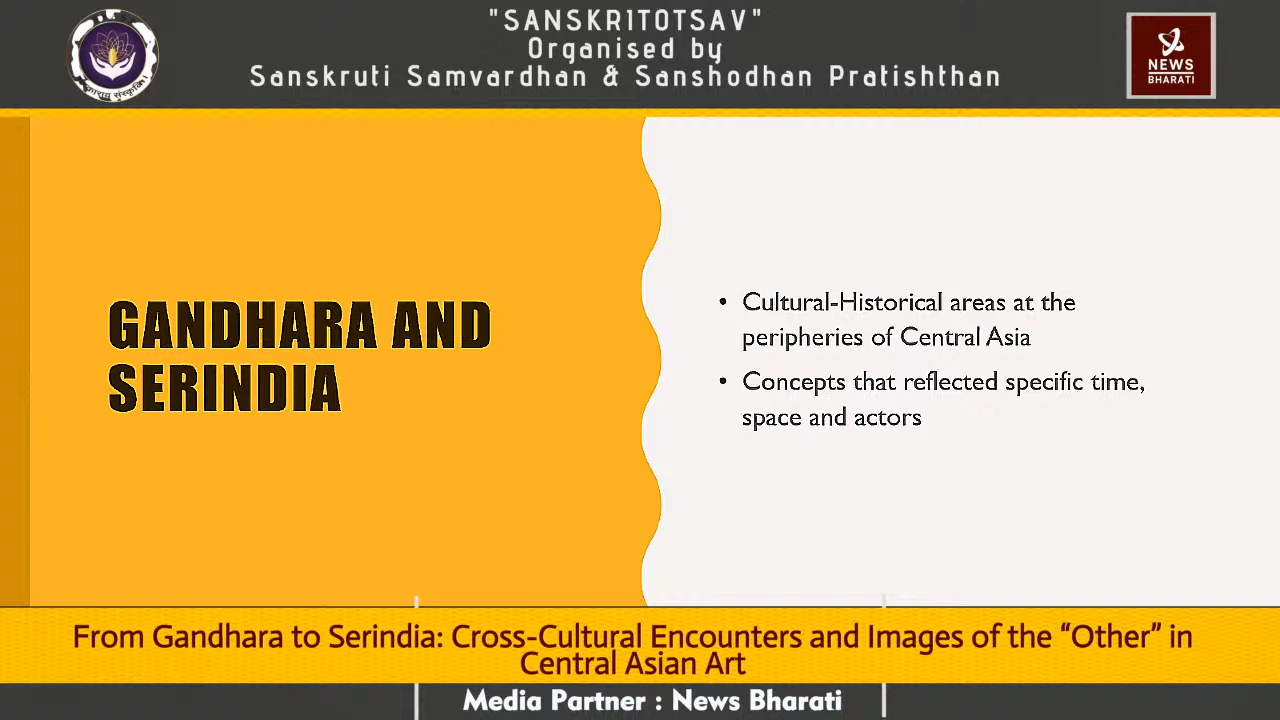 "SANSKRITOTSAV"
Organised by
Sanskruti Samvardhan & Sanshodhan Pratishthan
NEWS
BHARATI
GANDHARA AND
SERINDIA
• Cultural-Historical areas at the
peripheries of Central Asia
• Concepts that reflected specific time,
space and actors
From Gandhara to Serindia: Cross-Cultural Encounters and Images of the “Other” in
Central Asian Art
Media Partner : News Bharati